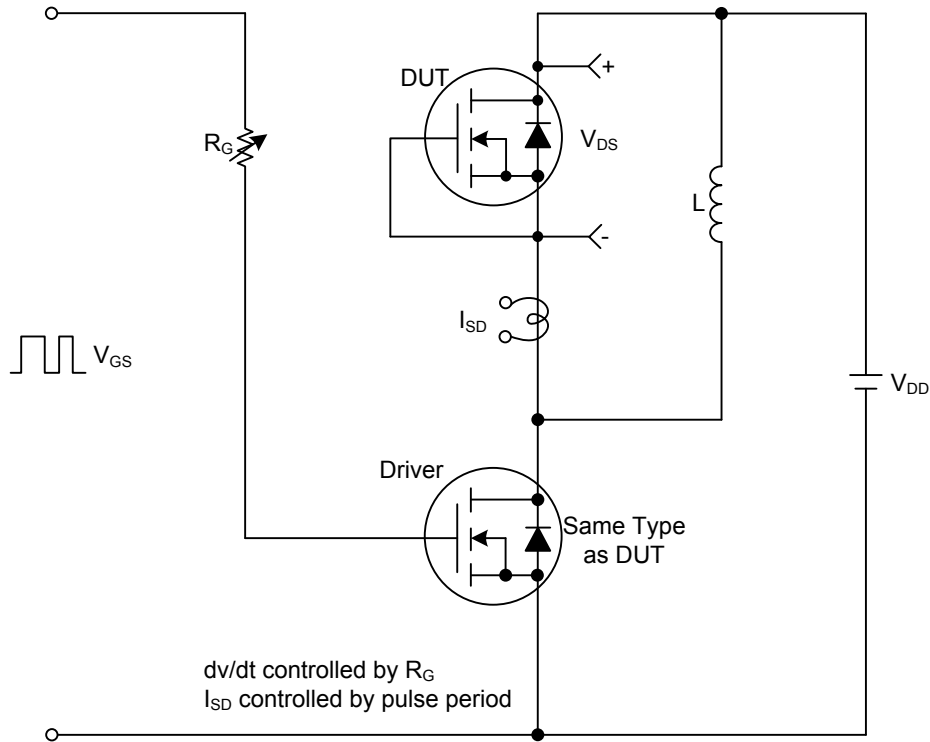 DUT
+
R_G
V_DS
L
-
I_SD
V_GS
V_DD
Driver
Same Type
as DUT
dv/dt controlled by R_G
I_SD controlled by pulse period